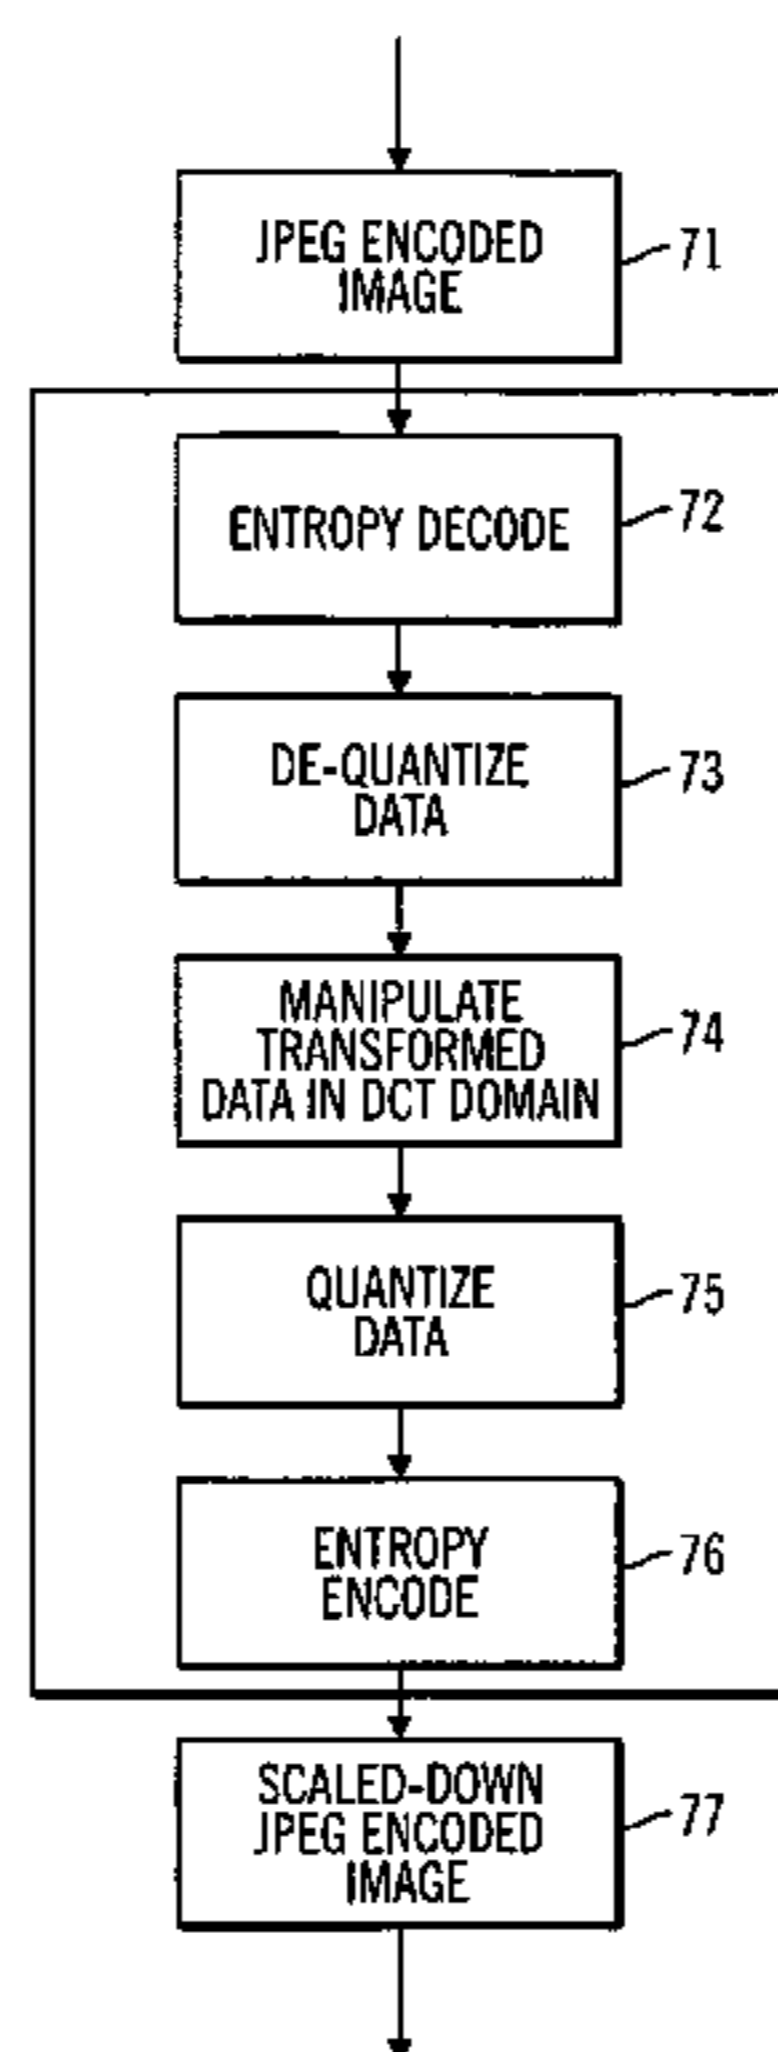 JPEG ENCODED
IMAGE
71
ENTROPY DECODE
72
DE-QUANTIZE
DATA
73
MANIPULATE
TRANSFORMED
DATA IN DCT DOMAIN
74
QUANTIZE
DATA
75
ENTROPY
ENCODE
76
SCALED-DOWN
JPEG ENCODED
IMAGE
77